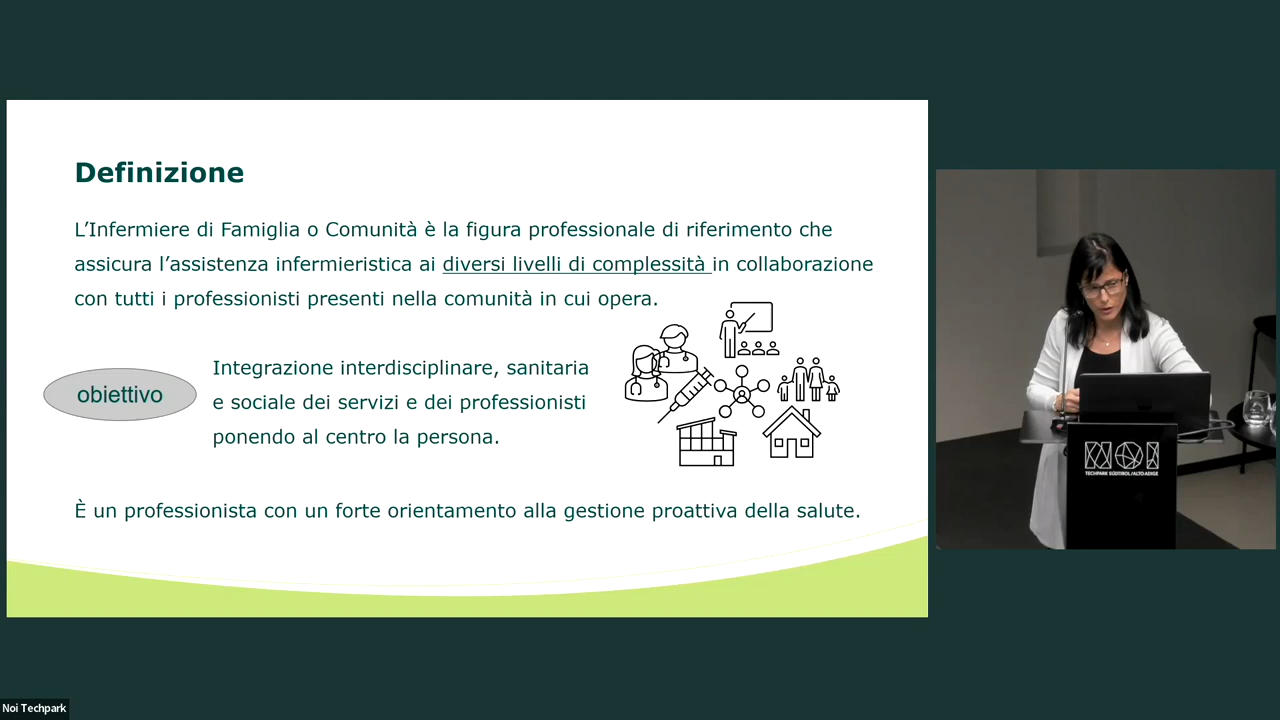 Definizione
L’Infermiere di Famiglia o Comunità è la figura professionale di riferimento che
assicura l’assistenza infermieristica ai diversi livelli di complessità in collaborazione
con tutti i professionisti presenti nella comunità in cui opera.
obiettivo
Integrazione interdisciplinare, sanitaria
e sociale dei servizi e dei professionisti
ponendo al centro la persona.
È un professionista con un forte orientamento alla gestione proattiva della salute.
NOI
TECHPARK SÜDTIROL/ALTO ADIGE
Noi Techpark